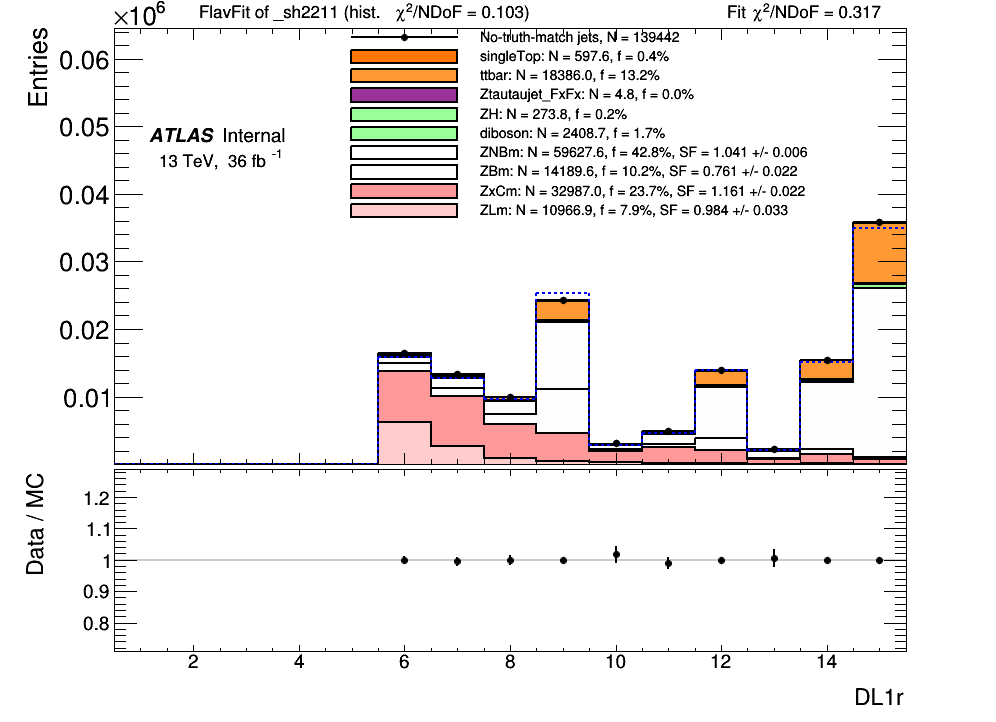 ×10⁶ FlavFit of _sh2211 (hist. χ²/NDoF = 0.103) Fit χ²/NDoF = 0.317
Entries
No-truth-match jets, N = 139442
singleTop: N = 597.6, f = 0.4%
ttbar: N = 18386.0, f = 13.2%
Ztautaujet_FxFx: N = 4.8, f = 0.0%
ZH: N = 273.8, f = 0.2%
diboson: N = 2408.7, f = 1.7%
ZNBm: N = 59627.6, f = 42.8%, SF = 1.041 +/- 0.006
ZBm: N = 14189.6, f = 10.2%, SF = 0.761 +/- 0.022
ZxCm: N = 32987.0, f = 23.7%, SF = 1.161 +/- 0.022
ZLm: N = 10966.9, f = 7.9%, SF = 0.984 +/- 0.033
ATLAS Internal
13 TeV, 36 fb⁻¹
0.06
0.05
0.04
0.03
0.02
0.01
Data / MC
1.2
1.1
1
0.9
0.8
2 4 6 8 10 12 14
DL1r